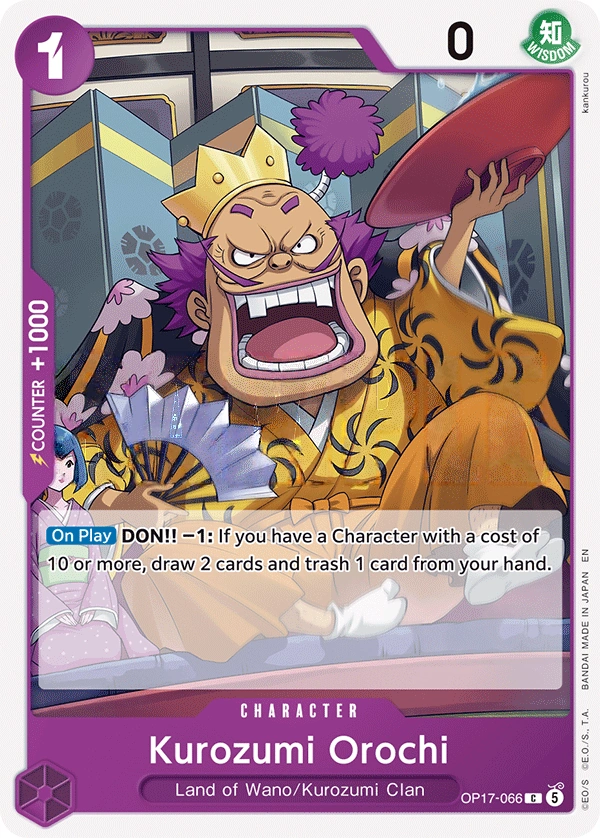 1
0
知
WISDOM
kankurou
COUNTER +1000
On Play DON!! −1: If you have a Character with a cost of
10 or more, draw 2 cards and trash 1 card from your hand.
CHARACTER
Kurozumi Orochi
Land of Wano/Kurozumi Clan
OP17-066 C 5
©E.O/S ©E.O./S., T.A. BANDAI MADE IN JAPAN EN